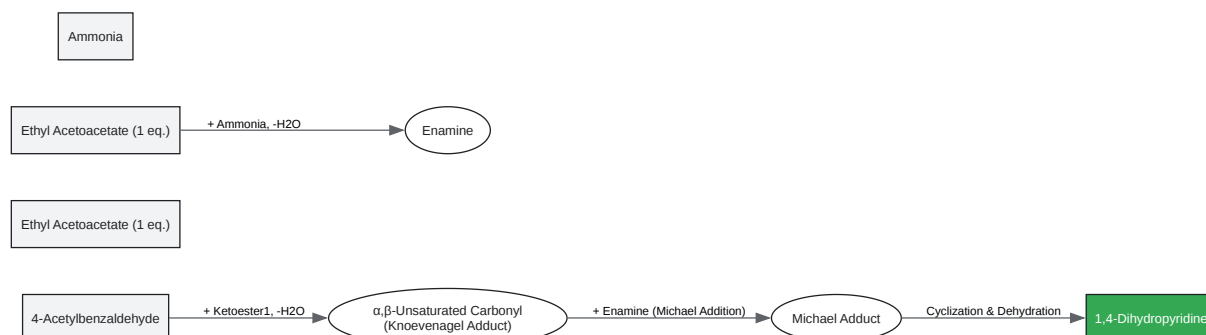 Ammonia
Ethyl Acetoacetate (1 eq.)
+ Ammonia, -H2O
Enamine
Ethyl Acetoacetate (1 eq.)
4-Acetylbenzaldehyde
+ Ketoester1, -H2O
α,β-Unsaturated Carbonyl
(Knoevenagel Adduct)
+ Enamine (Michael Addition)
Michael Adduct
Cyclization & Dehydration
1,4-Dihydropyridine